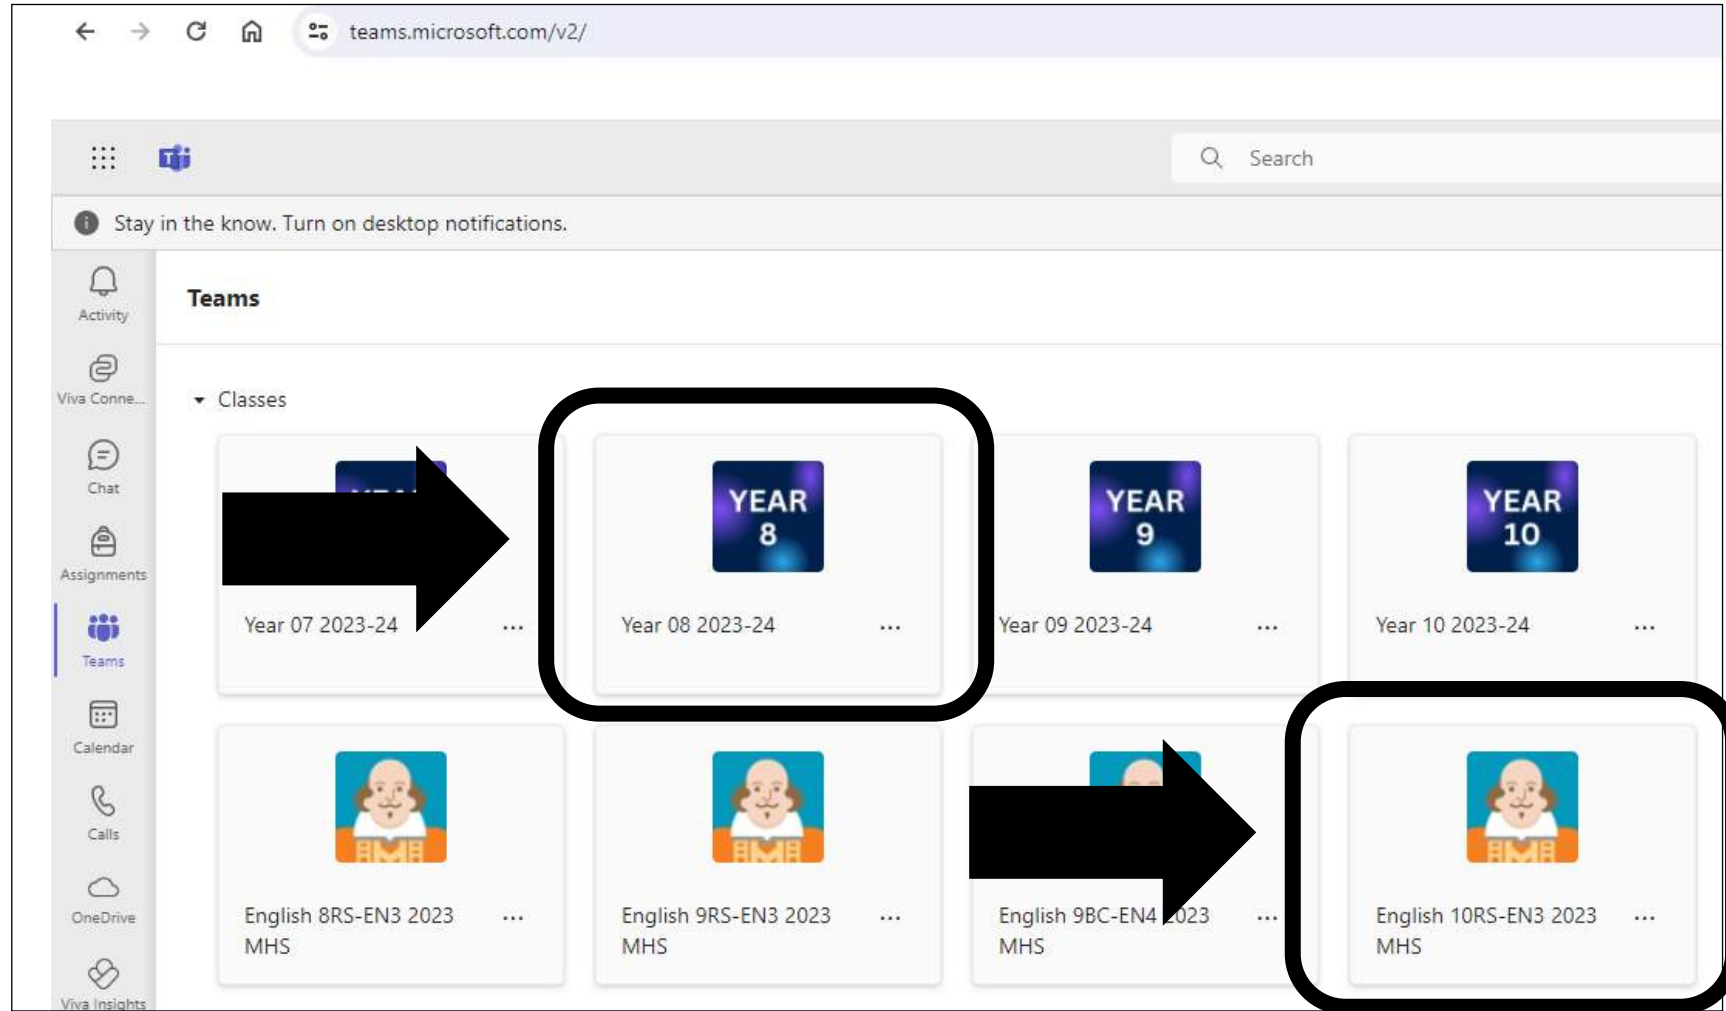 teams.microsoft.com/v2/
Search
Stay in the know. Turn on desktop notifications.
Activity
Teams
Viva Conne...
Classes
Chat
YEAR
8
YEAR
9
YEAR
10
Assignments
Year 07 2023-24
Year 08 2023-24
Year 09 2023-24
Year 10 2023-24
Teams
Calendar
Calls
OneDrive
English 8RS-EN3 2023
MHS
English 9RS-EN3 2023
MHS
English 9BC-EN4 2023
MHS
English 10RS-EN3 2023
MHS
Viva Insights